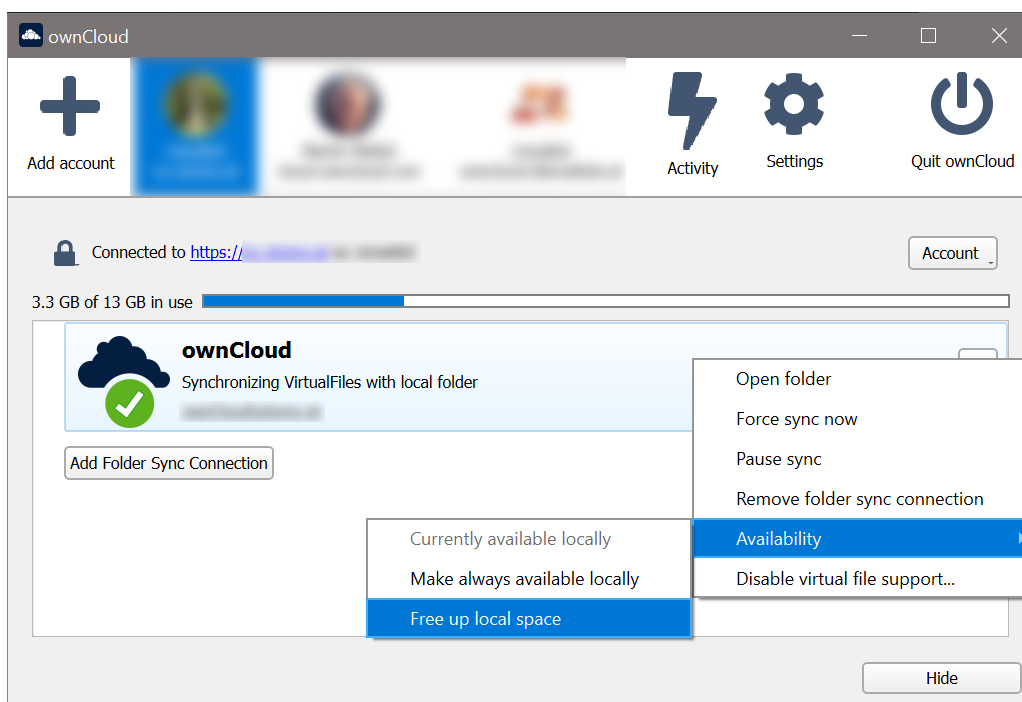 ownCloud
Add account
Activity
Settings
Quit ownCloud
Connected to https://
Account
3.3 GB of 13 GB in use
ownCloud
Synchronizing VirtualFiles with local folder
Add Folder Sync Connection
Open folder
Force sync now
Pause sync
Remove folder sync connection
Availability
Disable virtual file support...
Currently available locally
Make always available locally
Free up local space
Hide